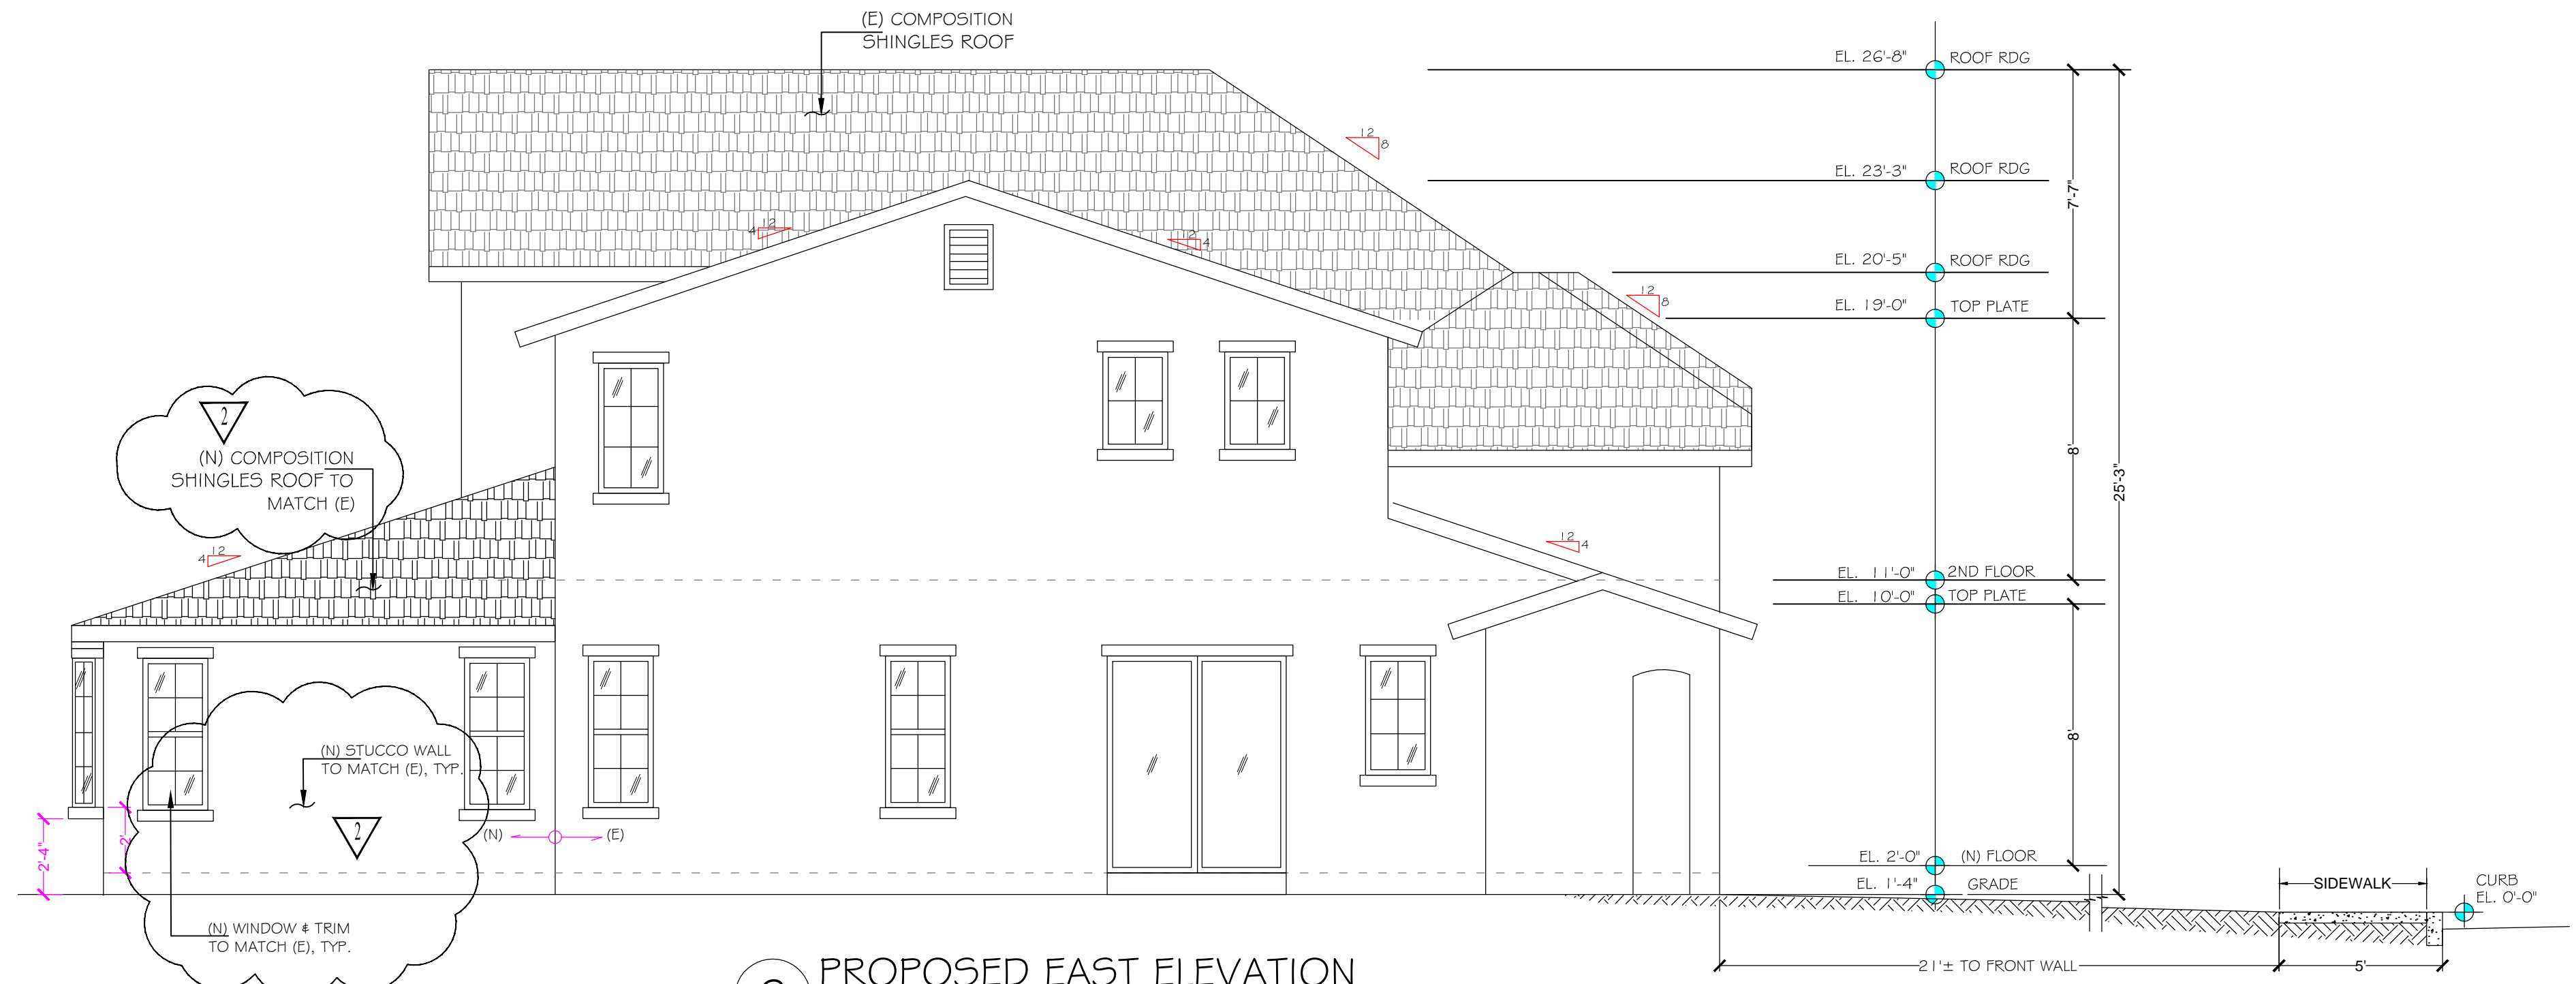 (E) COMPOSITION
SHINGLES ROOF
12
8
12
4
12
4
12
8
EL. 26'-8" ROOF RDG
EL. 23'-3" ROOF RDG
EL. 20'-5" ROOF RDG
EL. 19'-0" TOP PLATE
EL. 11'-0" 2ND FLOOR
EL. 10'-0" TOP PLATE
EL. 2'-0" (N) FLOOR
EL. 1'-4" GRADE
7'-7"
8'
8'
25'-3"
2
(N) COMPOSITION
SHINGLES ROOF TO
MATCH (E)
12
4
12
4
(N) STUCCO WALL
TO MATCH (E), TYP.
2
(N) (E)
2'-4"
2'
(N) WINDOW & TRIM
TO MATCH (E), TYP.
SIDEWALK
CURB
EL. 0'-0"
21'± TO FRONT WALL
5'
PROPOSED EAST ELEVATION